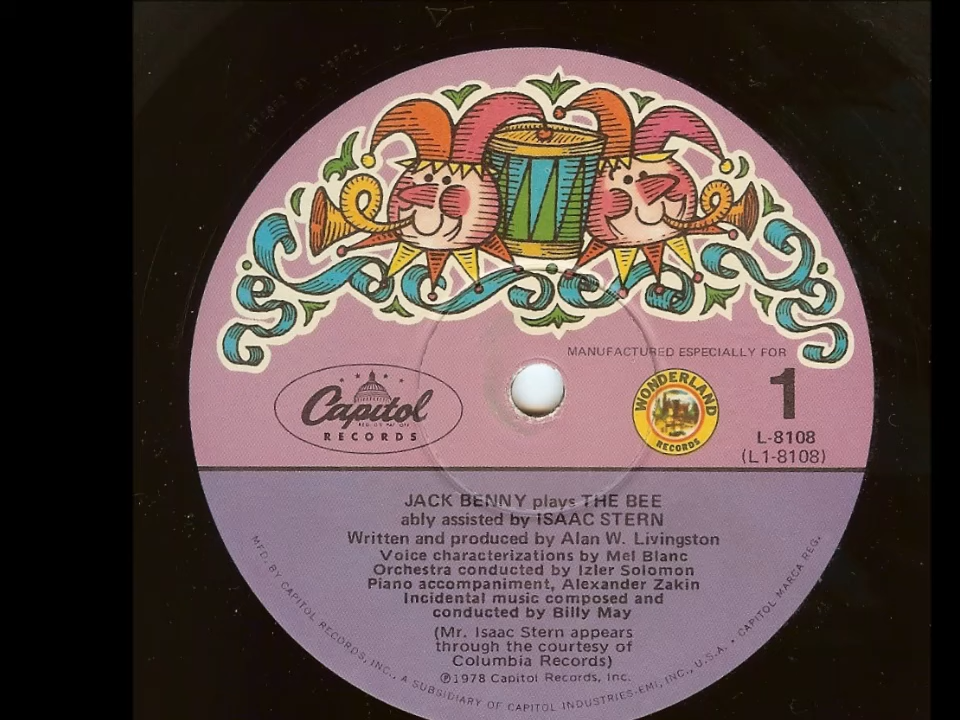 MANUFACTURED ESPECIALLY FOR
Capitol
RECORDS
WONDERLAND
RECORDS
1
L-8108
(L1-8108)
JACK BENNY plays THE BEE
ably assisted by ISAAC STERN
Written and produced by Alan W. Livingston
Voice characterizations by Mel Blanc
Orchestra conducted by Izler Solomon
Piano accompaniment, Alexander Zakin
Incidental music composed and
conducted by Billy May
(Mr. Isaac Stern appears
through the courtesy of
Columbia Records)
℗1978 Capitol Records, Inc.
MFD. BY CAPITOL RECORDS, INC., A SUBSIDIARY OF CAPITOL INDUSTRIES-EMI, INC., U.S.A. • CAPITOL MARCA REG.